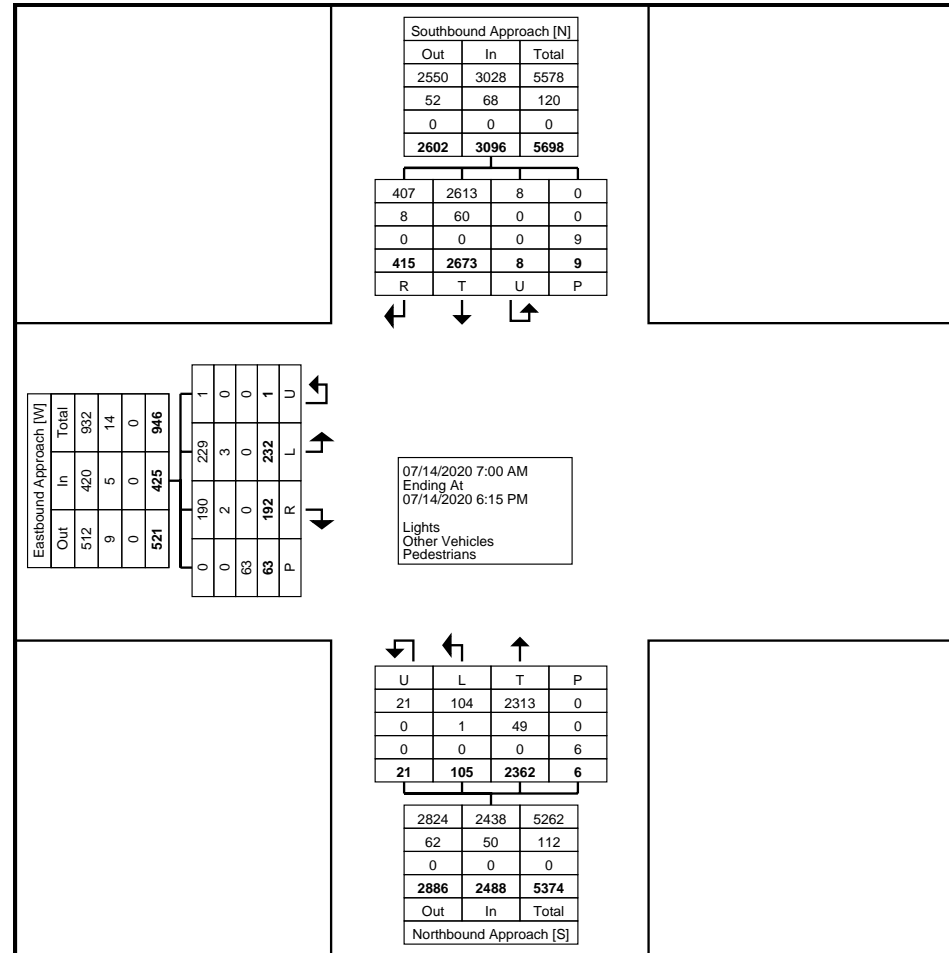 Southbound Approach [N]
Out In Total
2550 3028 5578
52 68 120
0 0 0
2602 3096 5698
407 2613 8 0
8 60 0 0
0 0 0 9
415 2673 8 9
R T U P
Eastbound Approach [W]
Out In Total
512 420 932
9 5 14
0 0 0
521 425 946
0 190 229 1
0 2 3 0
63 0 0 0
63 192 232 1
P R L U
07/14/2020 7:00 AM
Ending At
07/14/2020 6:15 PM
Lights
Other Vehicles
Pedestrians
U L T P
21 104 2313 0
0 1 49 0
0 0 0 6
21 105 2362 6
2824 2438 5262
62 50 112
0 0 0
2886 2488 5374
Out In Total
Northbound Approach [S]